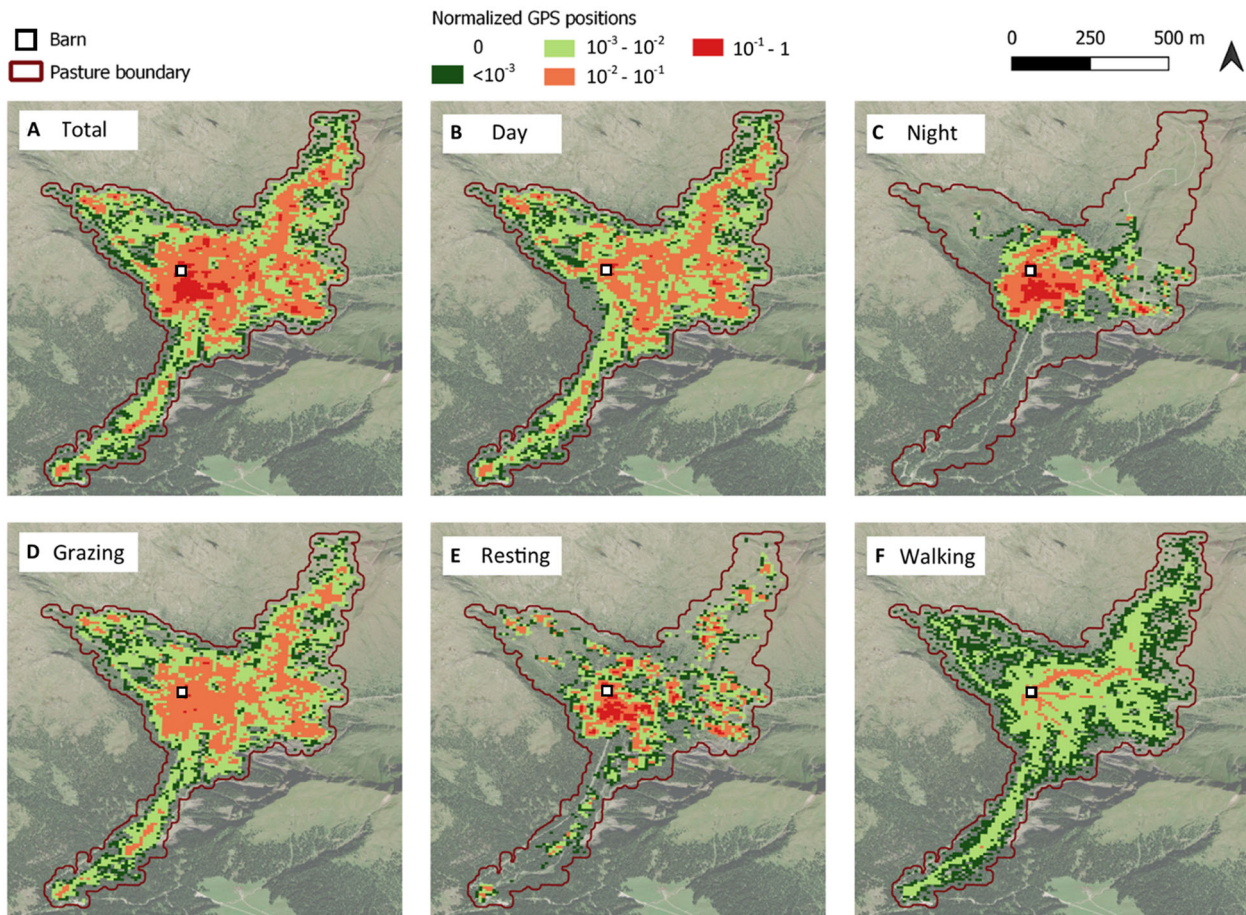 Normalized GPS positions
Barn
Pasture boundary
0
<10⁻³
10⁻³ - 10⁻²
10⁻² - 10⁻¹
10⁻¹ - 1
0 250 500 m
A Total
B Day
C Night
D Grazing
E Resting
F Walking